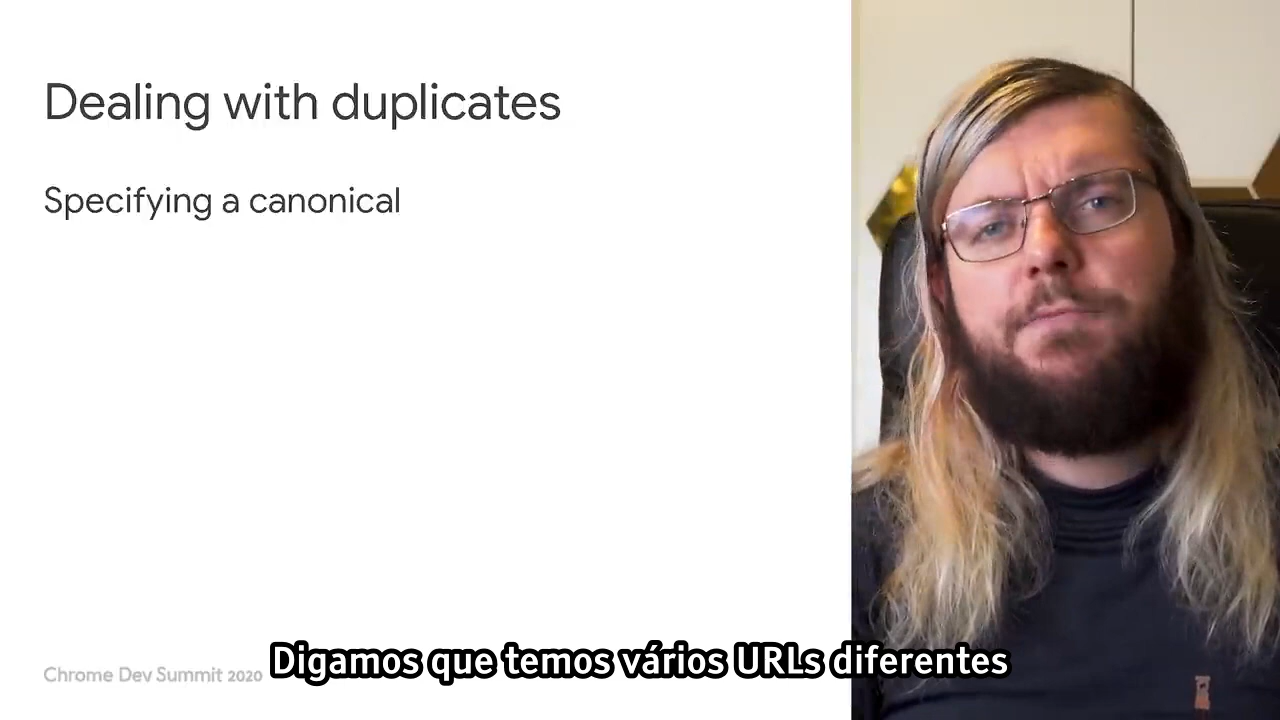 Dealing with duplicates
Specifying a canonical
Chrome Dev Summit 2020
Digamos que temos vários URLs diferentes